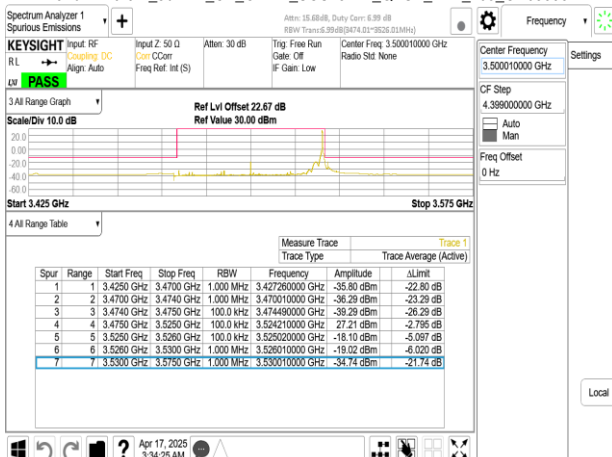 Spectrum Analyzer 1
Spurious Emissions
+
Attn: 15.68dB, Duty Corr: 6.99 dB
RBW Trans:6.99dB(3474.01~3526.01MHz)
Frequency
KEYSIGHT Input: RF Input Z: 50 Ω Atten: 30 dB Trig: Free Run Center Freq: 3.500010000 GHz
RL Coupling: DC Corr CCorr Gate: Off Radio Std: None
Align: Auto Freq Ref: Int (S) IF Gain: Low
PASS
Center Frequency
3.500010000 GHz
Settings
CF Step
4.399000000 GHz
Auto
Man
Freq Offset
0 Hz
3 All Range Graph
Ref Lvl Offset 22.67 dB
Scale/Div 10.0 dB Ref Value 30.00 dBm
20.0
0.00
-20.0
-40.0
-60.0
Start 3.425 GHz Stop 3.575 GHz
4 All Range Table
Measure Trace Trace 1
Trace Type Trace Average (Active)
Spur Range Start Freq Stop Freq RBW Frequency Amplitude ΔLimit
1 1 3.4250 GHz 3.4700 GHz 1.000 MHz 3.427260000 GHz -35.80 dBm -22.80 dB
2 2 3.4700 GHz 3.4740 GHz 1.000 MHz 3.470010000 GHz -36.29 dBm -23.29 dB
3 3 3.4740 GHz 3.4750 GHz 100.0 kHz 3.474490000 GHz -39.29 dBm -26.29 dB
4 4 3.4750 GHz 3.5250 GHz 100.0 kHz 3.524210000 GHz 27.21 dBm -2.795 dB
5 5 3.5250 GHz 3.5260 GHz 100.0 kHz 3.525020000 GHz -18.10 dBm -5.097 dB
6 6 3.5260 GHz 3.5300 GHz 1.000 MHz 3.526010000 GHz -19.02 dBm -6.020 dB
7 7 3.5300 GHz 3.5750 GHz 1.000 MHz 3.530010000 GHz -34.74 dBm -21.74 dB
Local
?
Apr 17, 2025
3:34:25 AM